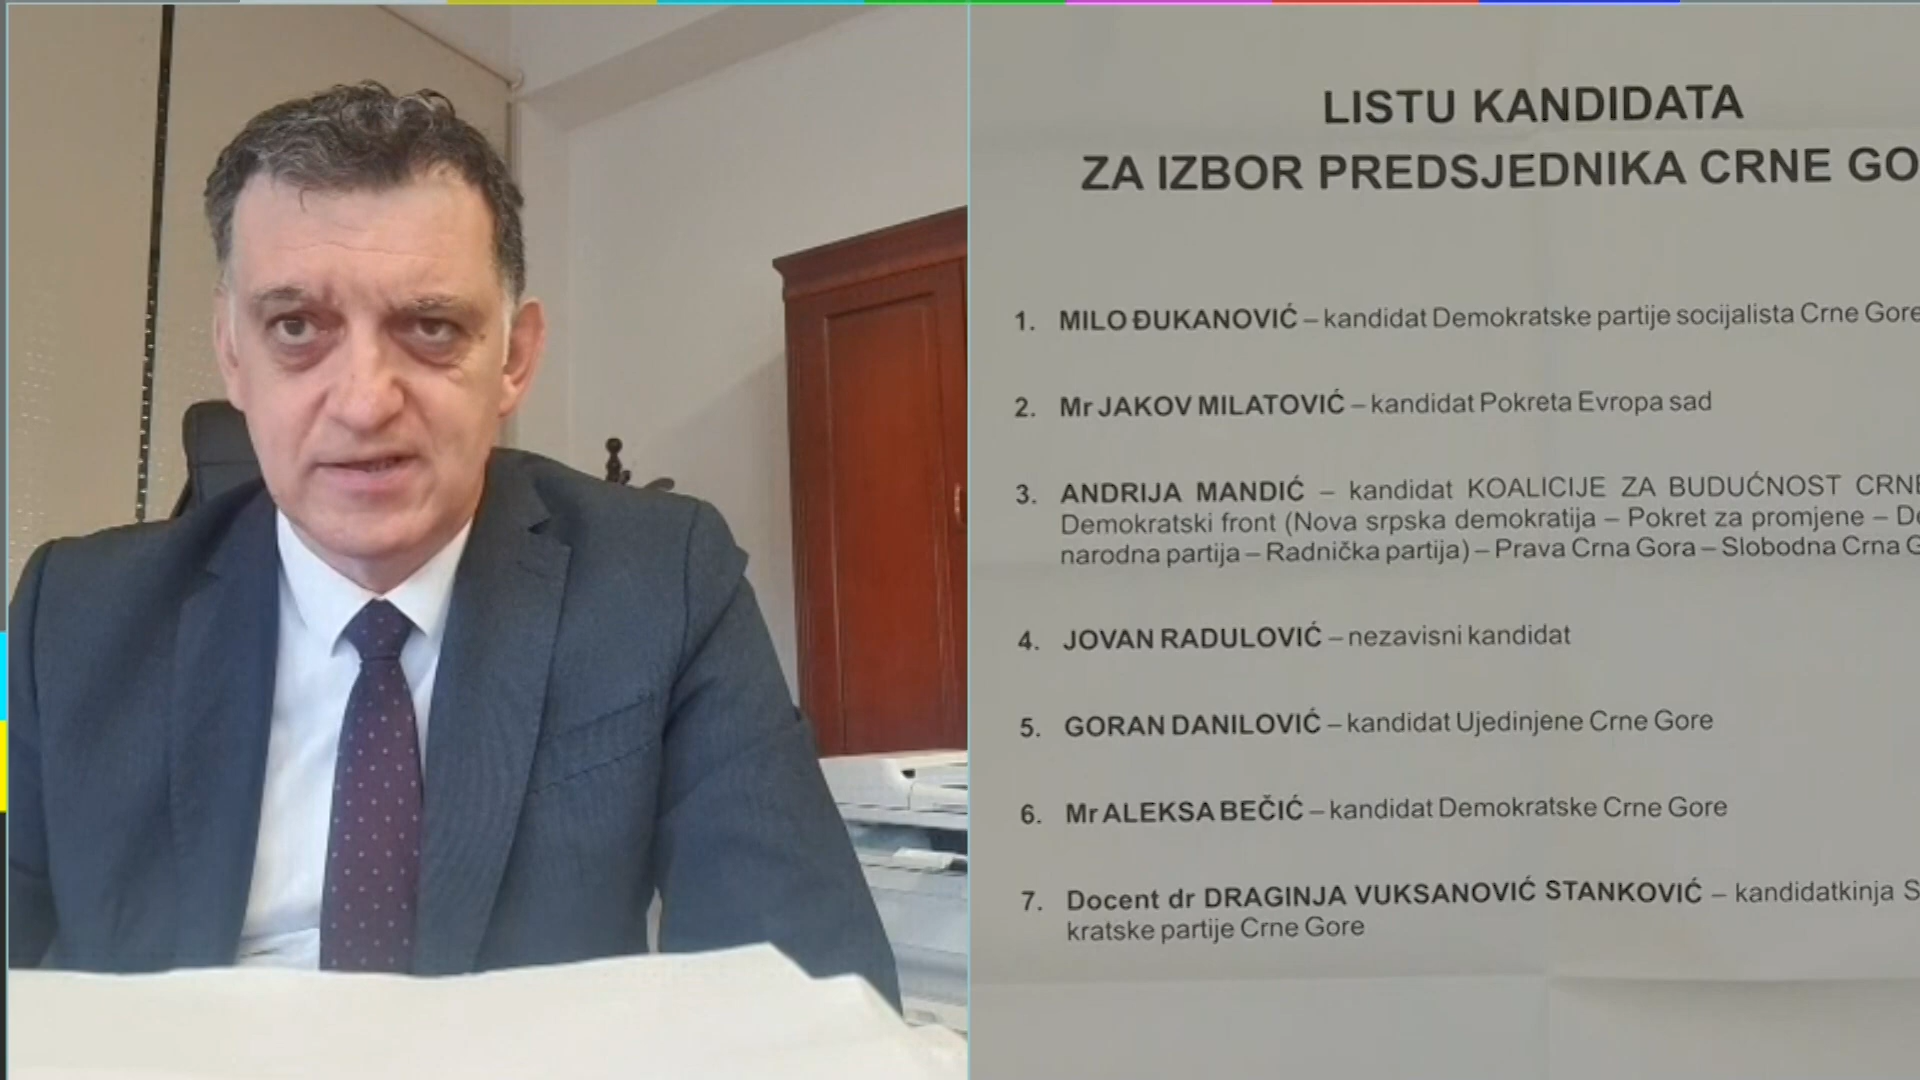 LISTU KANDIDATA
ZA IZBOR PREDSJEDNIKA CRNE GO
1. MILO ĐUKANOVIĆ – kandidat Demokratske partije socijalista Crne Gore
2. Mr JAKOV MILATOVIĆ – kandidat Pokreta Evropa sad
3. ANDRIJA MANDIĆ – kandidat KOALICIJE ZA BUDUĆNOST CRNE
Demokratski front (Nova srpska demokratija – Pokret za promjene – De
narodna partija – Radnička partija) – Prava Crna Gora – Slobodna Crna G
4. JOVAN RADULOVIĆ – nezavisni kandidat
5. GORAN DANILOVIĆ – kandidat Ujedinjene Crne Gore
6. Mr ALEKSA BEČIĆ – kandidat Demokratske Crne Gore
7. Docent dr DRAGINJA VUKSANOVIĆ STANKOVIĆ – kandidatkinja S
kratske partije Crne Gore